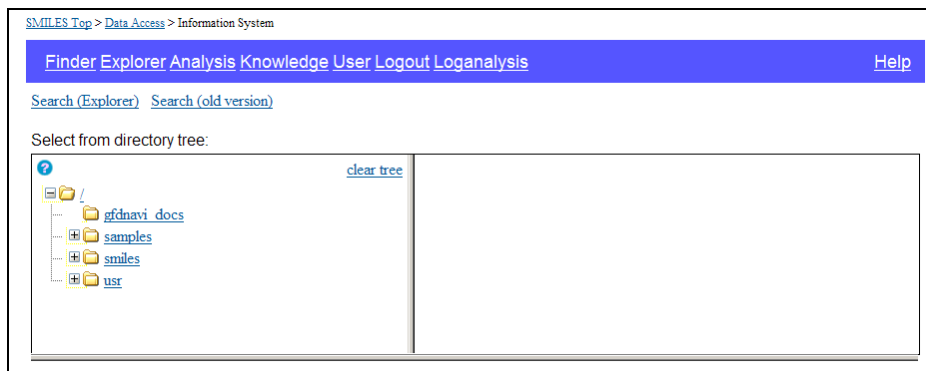 SMILES Top > Data Access > Information System
Finder Explorer Analysis Knowledge User Logout Loganalysis Help
Search (Explorer) Search (old version)
Select from directory tree:
? clear tree
/
gfdnavi_docs
samples
smiles
usr